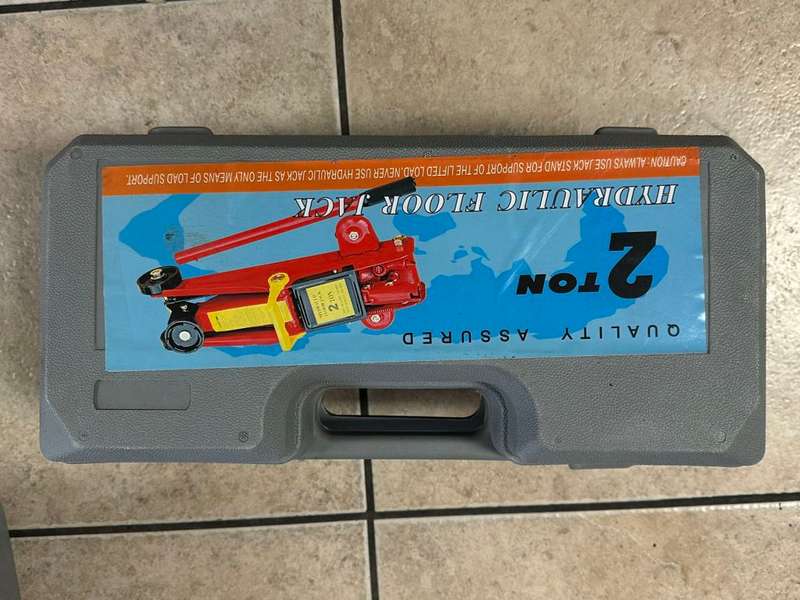 QUALITY ASSURED
2 TON
HYDRAULIC FLOOR JACK
CAUTION: ALWAYS USE JACK STAND FOR SUPPORT OF THE LIFTED LOAD. NEVER USE HYDRAULIC JACK AS THE ONLY MEANS OF LOAD SUPPORT.